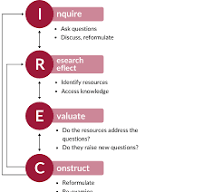 I nquire
• Ask questions
• Discuss, reformulate
R esearch
eflect
• Identify resources
• Access knowledge
E valuate
• Do the resources address the
questions?
• Do they raise new questions?
C onstruct
• Reformulate